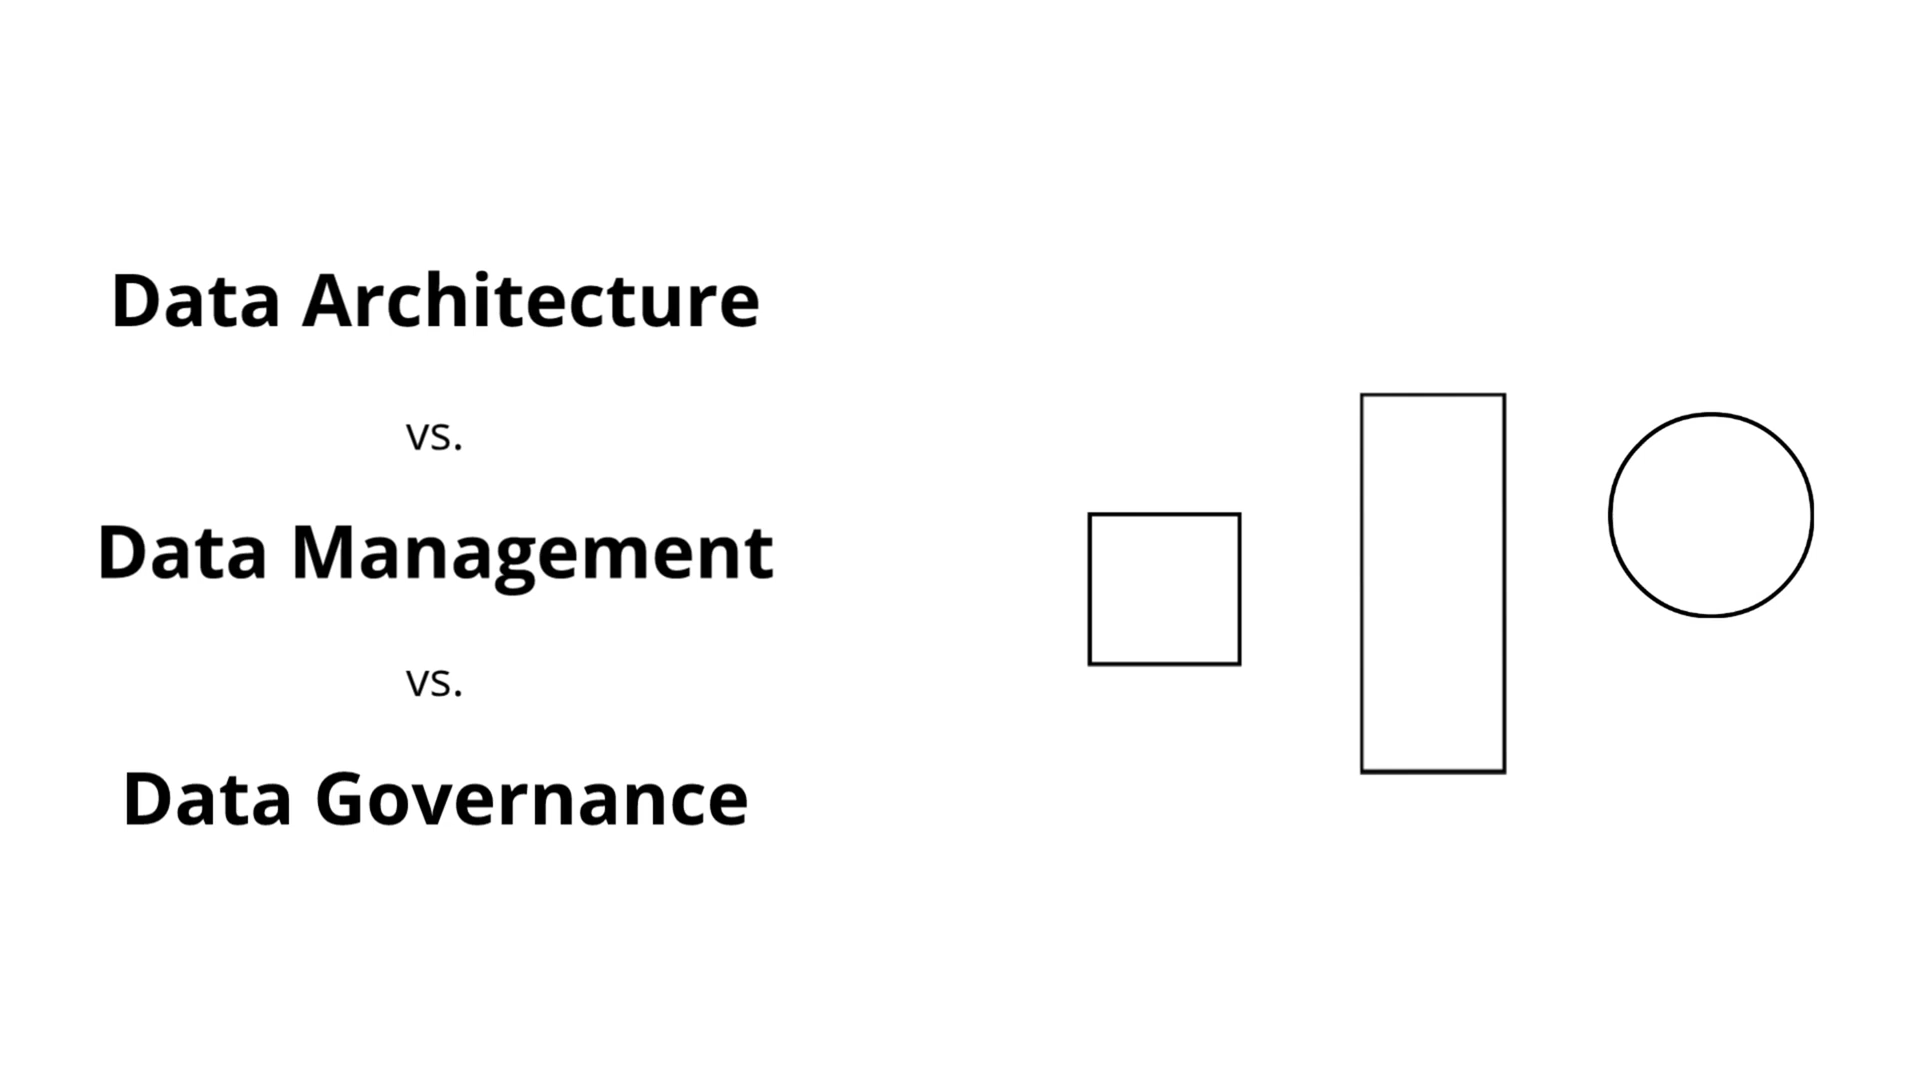 Data Architecture
vs.
Data Management
vs.
Data Governance